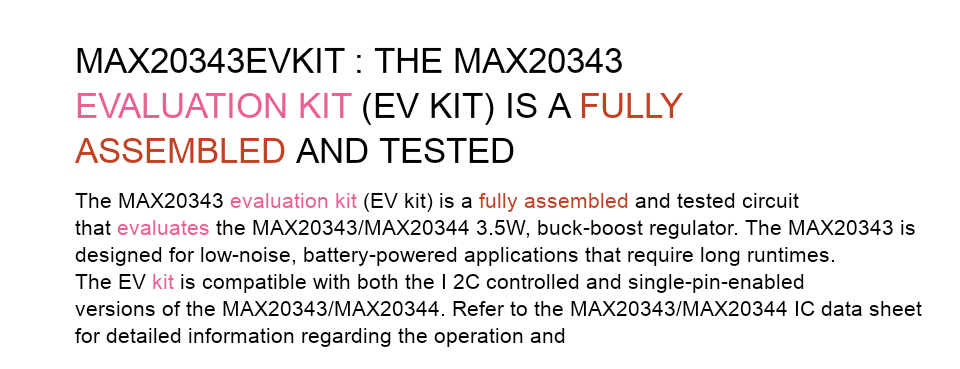 MAX20343EVKIT : THE MAX20343
EVALUATION KIT (EV KIT) IS A FULLY
ASSEMBLED AND TESTED
The MAX20343 evaluation kit (EV kit) is a fully assembled and tested circuit
that evaluates the MAX20343/MAX20344 3.5W, buck-boost regulator. The MAX20343 is
designed for low-noise, battery-powered applications that require long runtimes.
The EV kit is compatible with both the I 2C controlled and single-pin-enabled
versions of the MAX20343/MAX20344. Refer to the MAX20343/MAX20344 IC data sheet
for detailed information regarding the operation and